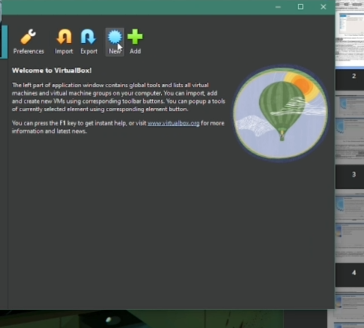 Preferences Import Export New Add
Welcome to VirtualBox!
The left part of application window contains global tools and lists all virtual
machines and virtual machine groups on your computer. You can import, add
and create new VMs using corresponding toolbar buttons. You can popup a tools
of currently selected element using corresponding element button.
You can press the F1 key to get instant help, or visit www.virtualbox.org for more
information and latest news.
2
3
4